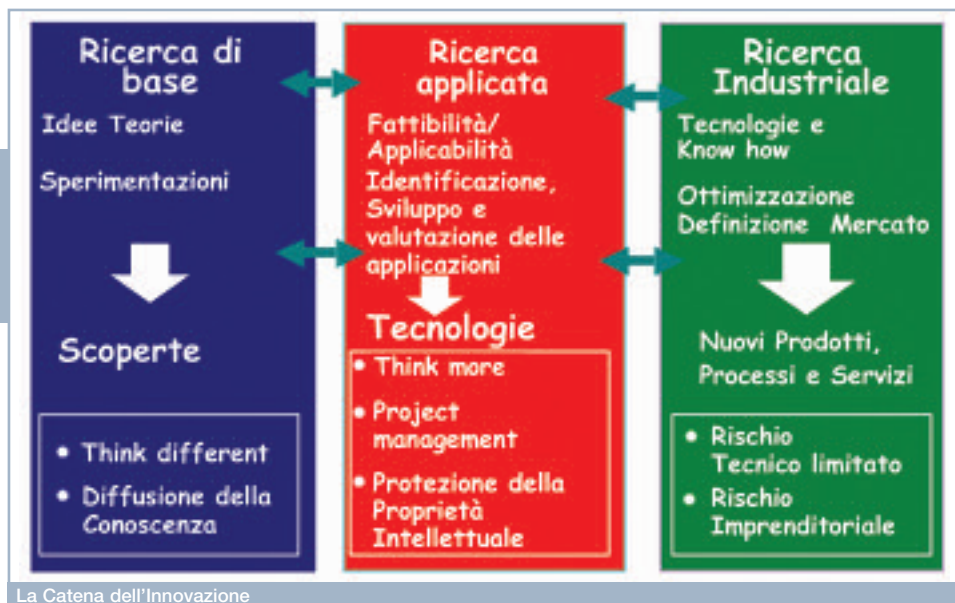 Ricerca di
base
Idee Teorie
Sperimentazioni
Scoperte
• Think different
• Diffusione della
Conoscenza
Ricerca
applicata
Fattibilità/
Applicabilità
Identificazione,
Sviluppo e
valutazione delle
applicazioni
Tecnologie
• Think more
• Project
management
• Protezione della
Proprietà
Intellettuale
Ricerca
Industriale
Tecnologie e
Know how
Ottimizzazione
Definizione Mercato
Nuovi Prodotti,
Processi e Servizi
• Rischio
Tecnico limitato
• Rischio
Imprenditoriale
La Catena dell'Innovazione